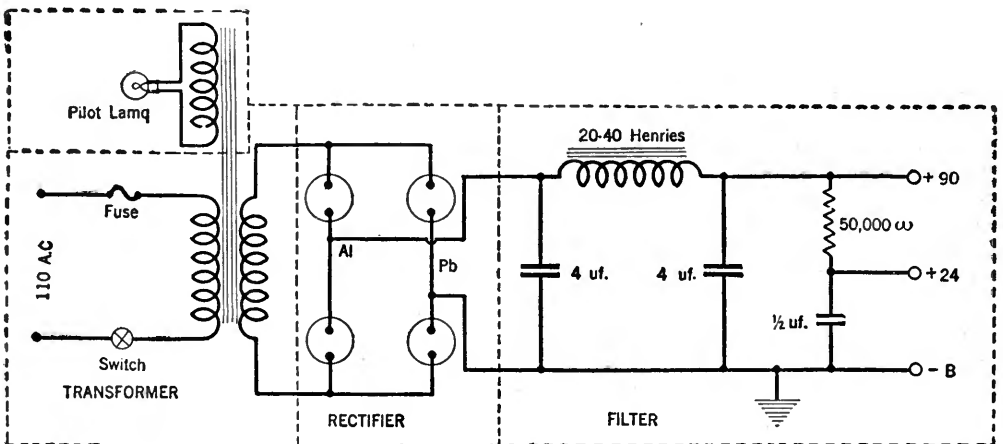 Pilot Lamq
20-40 Henries
+ 90
Fuse
50,000 ω
110 A.C
Al
Pb
4 uf.
4 uf.
+24
½ uf.
Switch
- B
TRANSFORMER
RECTIFIER
FILTER